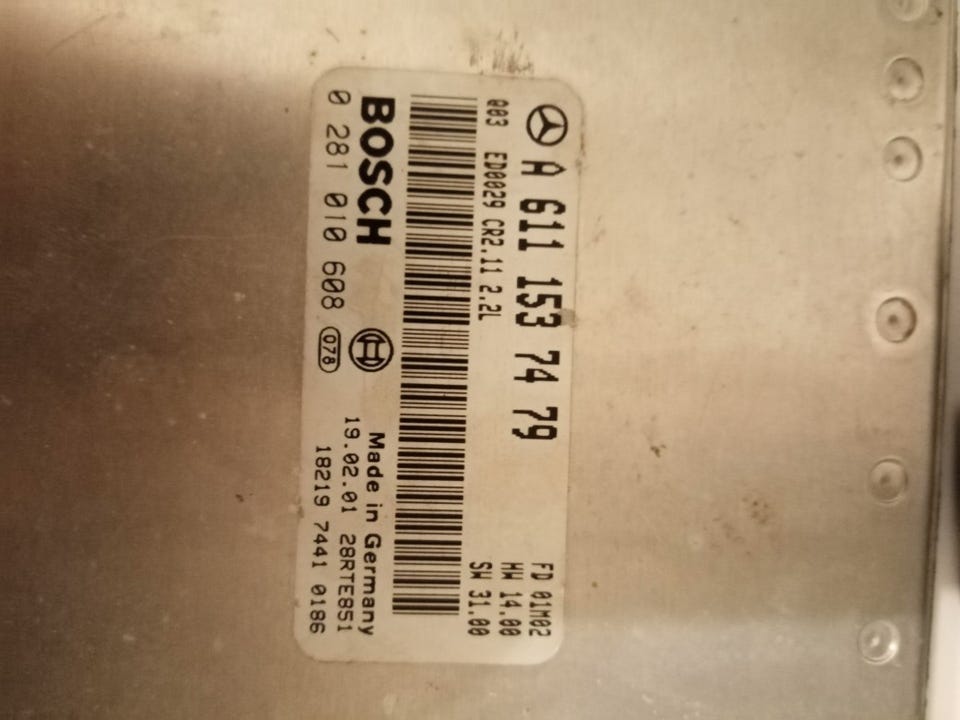 A 611 153 74 79
003 ED0029 CR2.11 2.2L
FD 01M02
HW 14.00
SW 31.00
BOSCH
0 281 010 608 078
Made in Germany
19.02.01 28RTE851
18219 7441 0186